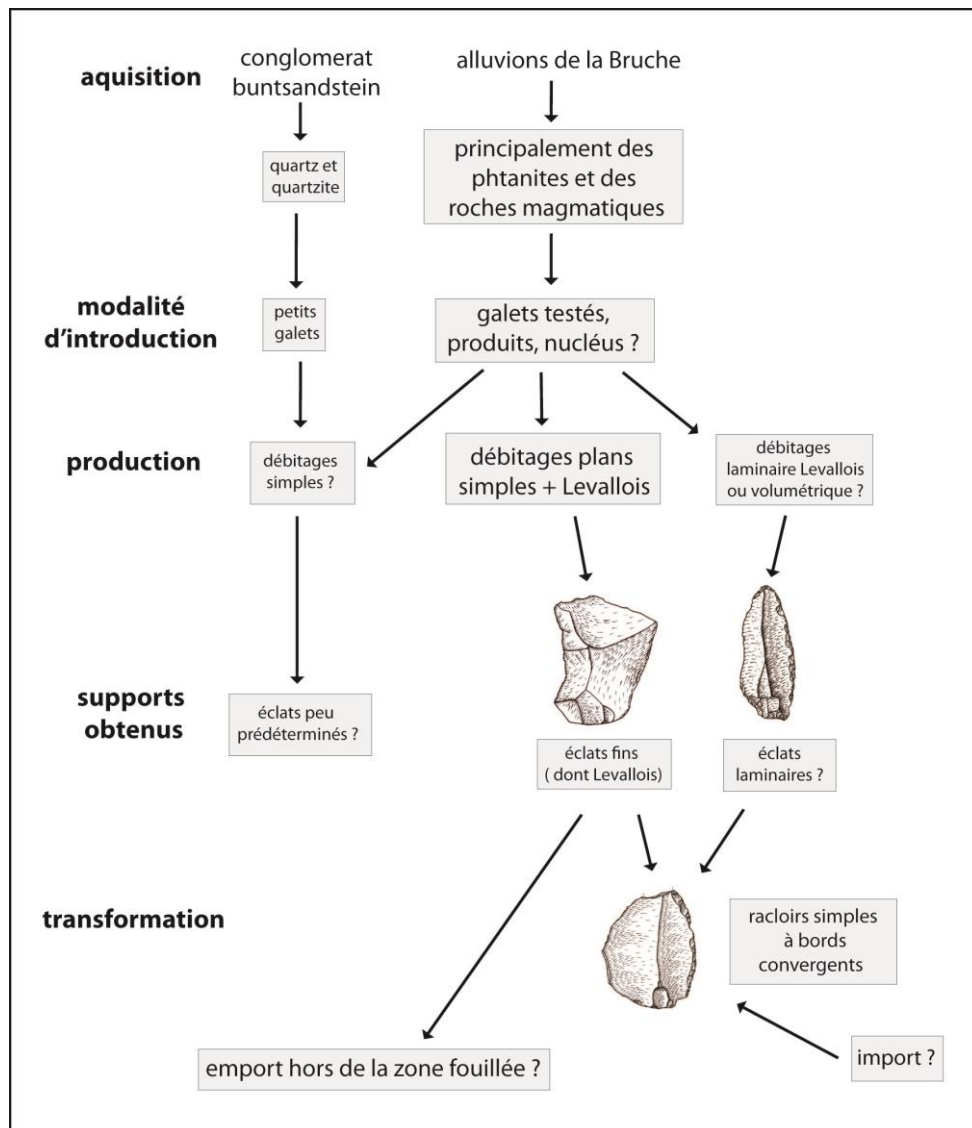 aquisition
conglomerat
buntsandstein
alluvions de la Bruche
quartz et
quartzite
principalement des
phtanites et des
roches magmatiques
modalité
d'introduction
petits
galets
galets testés,
produits, nucléus ?
production
débitages
simples ?
débitages plans
simples + Levallois
débitages
laminaire Levallois
ou volumétrique ?
supports
obtenus
éclats peu
prédéterminés ?
éclats fins
( dont Levallois)
éclats
laminaires ?
transformation
racloirs simples
à bords
convergents
emport hors de la zone fouillée ?
import ?